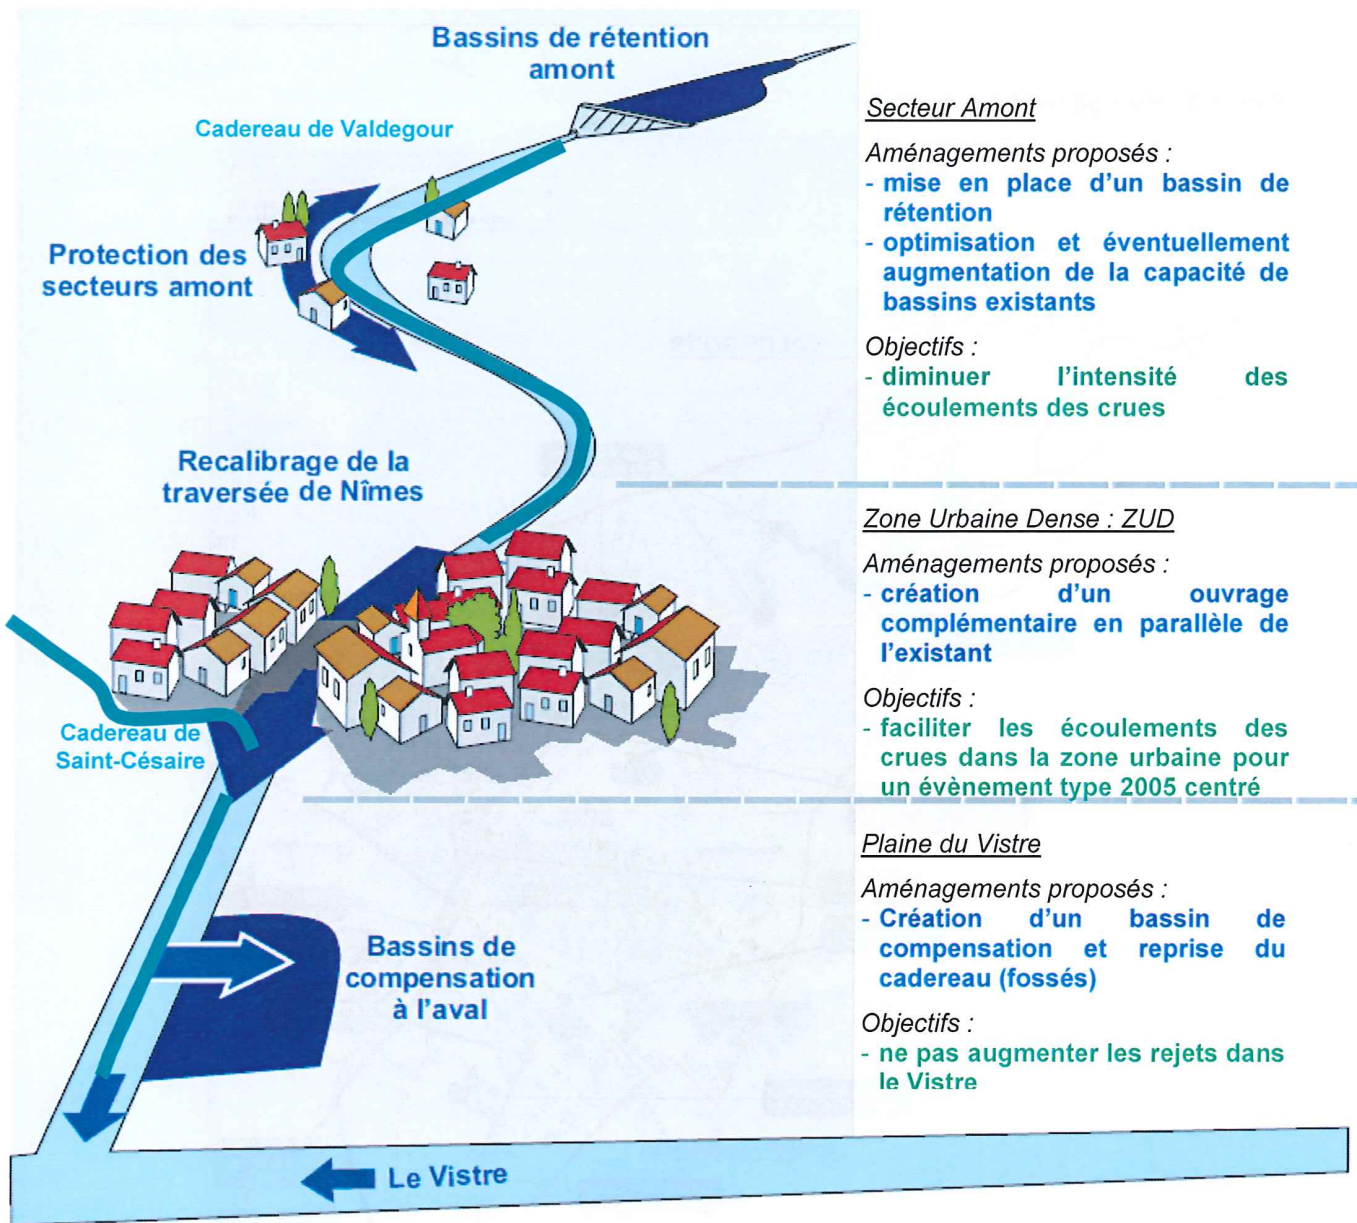 Bassins de rétention
amont
Cadereau de Valdegour
Protection des
secteurs amont
Recalibrage de la
traversée de Nîmes
Cadereau de
Saint-Césaire
Bassins de
compensation
à l'aval
Le Vistre
Secteur Amont
Aménagements proposés :
- mise en place d'un bassin de
rétention
- optimisation et éventuellement
augmentation de la capacité de
bassins existants
Objectifs :
- diminuer l'intensité des
écoulements des crues
Zone Urbaine Dense : ZUD
Aménagements proposés :
- création d'un ouvrage
complémentaire en parallèle de
l'existant
Objectifs :
- faciliter les écoulements des
crues dans la zone urbaine pour
un évènement type 2005 centré
Plaine du Vistre
Aménagements proposés :
- Création d'un bassin de
compensation et reprise du
cadereau (fossés)
Objectifs :
- ne pas augmenter les rejets dans
le Vistre